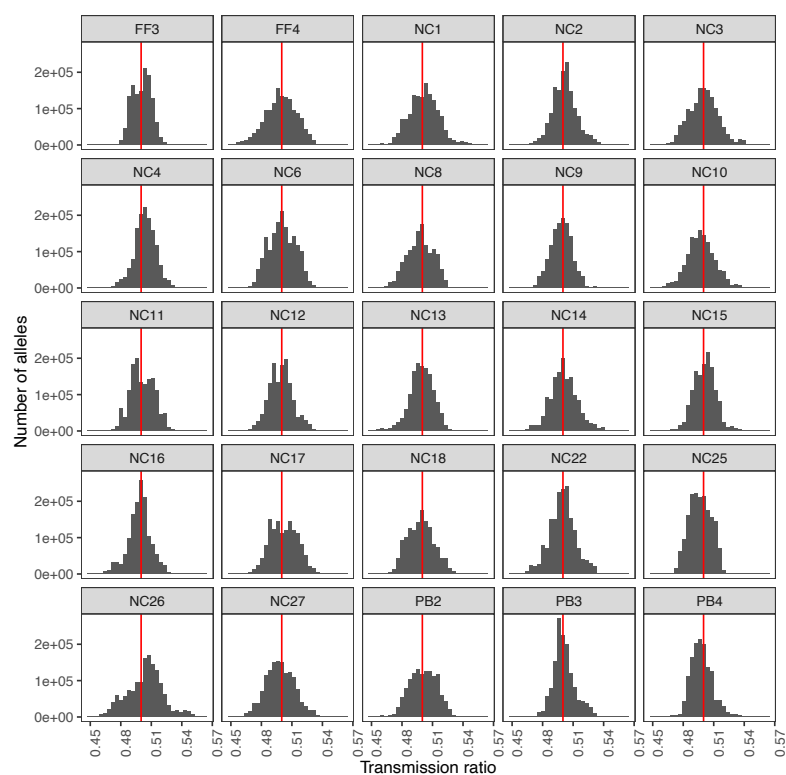 FF3 FF4 NC1 NC2 NC3
2e+05
1e+05
0e+00
NC4 NC6 NC8 NC9 NC10
2e+05
1e+05
0e+00
NC11 NC12 NC13 NC14 NC15
2e+05
1e+05
0e+00
Number of alleles
NC16 NC17 NC18 NC22 NC25
2e+05
1e+05
0e+00
NC26 NC27 PB2 PB3 PB4
2e+05
1e+05
0e+00
0.45 0.48 0.51 0.54 0.57 0.45 0.48 0.51 0.54 0.57 0.45 0.48 0.51 0.54 0.57 0.45 0.48 0.51 0.54 0.57 0.45 0.48 0.51 0.54 0.57
Transmission ratio